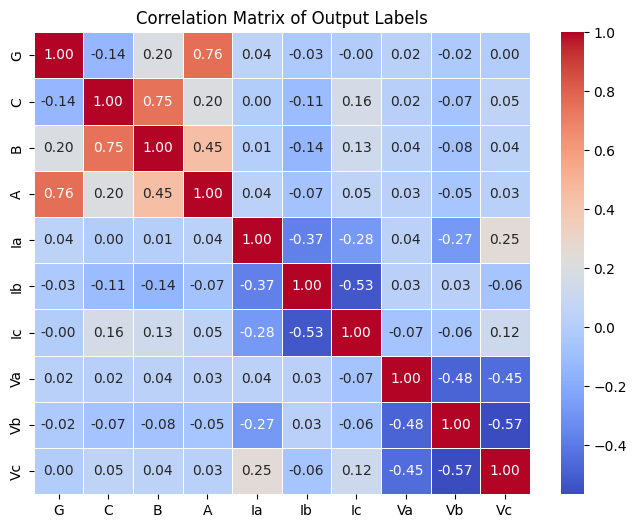 Correlation Matrix of Output Labels
G 1.00 -0.14 0.20 0.76 0.04 -0.03 -0.00 0.02 -0.02 0.00
C -0.14 1.00 0.75 0.20 0.00 -0.11 0.16 0.02 -0.07 0.05
B 0.20 0.75 1.00 0.45 0.01 -0.14 0.13 0.04 -0.08 0.04
A 0.76 0.20 0.45 1.00 0.04 -0.07 0.05 0.03 -0.05 0.03
Ia 0.04 0.00 0.01 0.04 1.00 -0.37 -0.28 0.04 -0.27 0.25
Ib -0.03 -0.11 -0.14 -0.07 -0.37 1.00 -0.53 0.03 0.03 -0.06
Ic -0.00 0.16 0.13 0.05 -0.28 -0.53 1.00 -0.07 -0.06 0.12
Va 0.02 0.02 0.04 0.03 0.04 0.03 -0.07 1.00 -0.48 -0.45
Vb -0.02 -0.07 -0.08 -0.05 -0.27 0.03 -0.06 -0.48 1.00 -0.57
Vc 0.00 0.05 0.04 0.03 0.25 -0.06 0.12 -0.45 -0.57 1.00
G C B A Ia Ib Ic Va Vb Vc
1.0
0.8
0.6
0.4
0.2
0.0
−0.2
−0.4